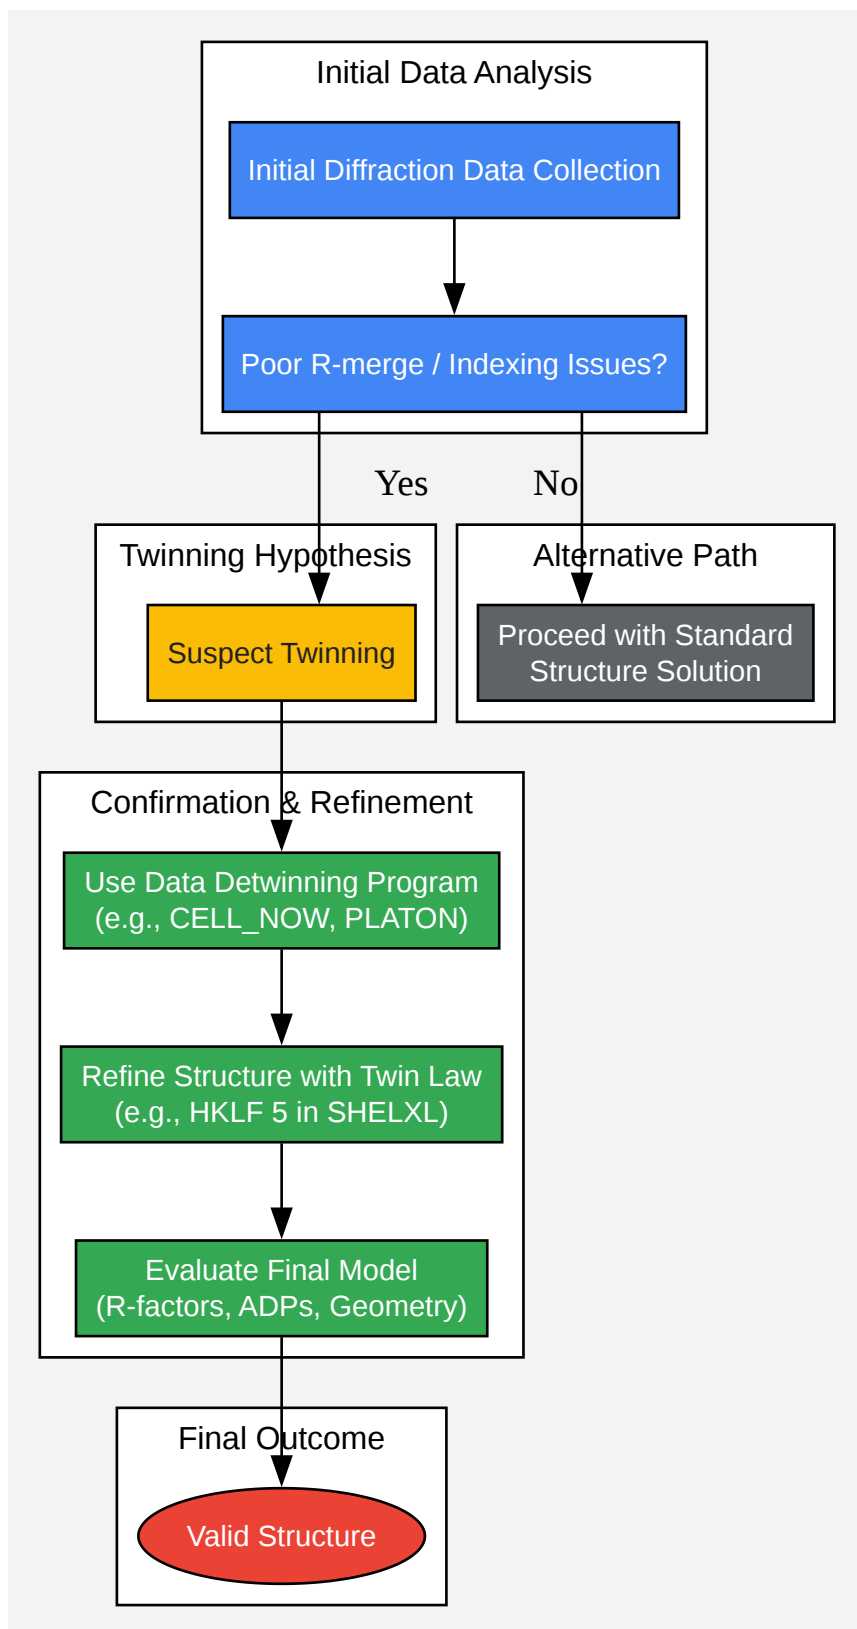 Initial Data Analysis
Initial Diffraction Data Collection
Poor R-merge / Indexing Issues?
Yes
No
Twinning Hypothesis
Suspect Twinning
Alternative Path
Proceed with Standard
Structure Solution
Confirmation & Refinement
Use Data Detwinning Program
(e.g., CELL_NOW, PLATON)
Refine Structure with Twin Law
(e.g., HKLF 5 in SHELXL)
Evaluate Final Model
(R-factors, ADPs, Geometry)
Final Outcome
Valid Structure